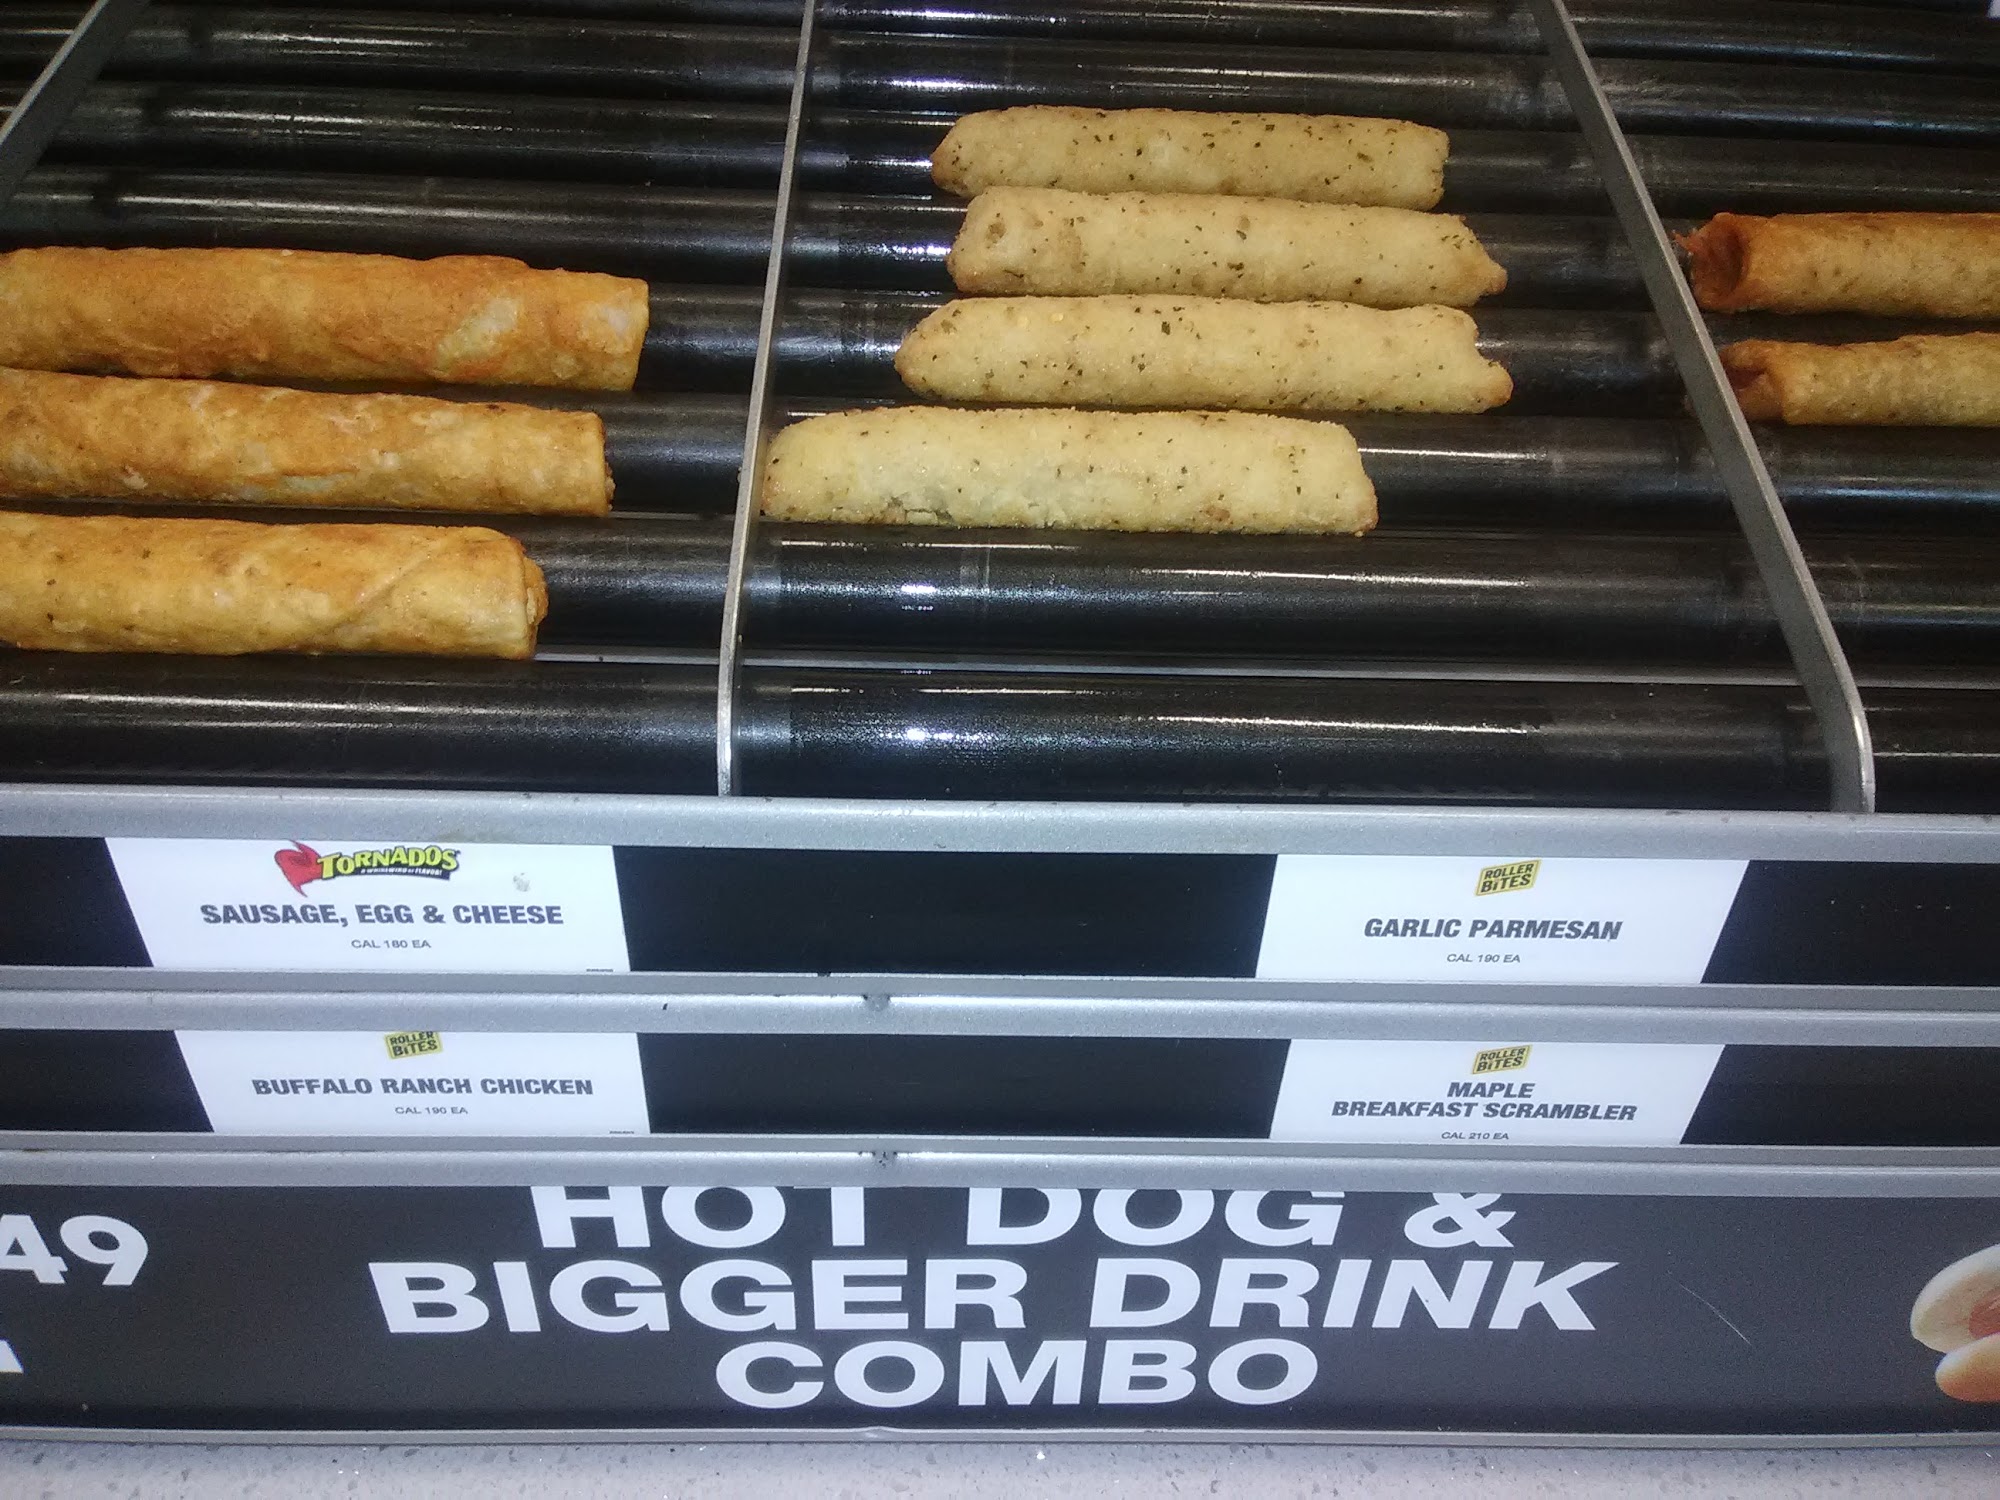 TORNADOS
SAUSAGE, EGG & CHEESE
CAL 180 EA
ROLLER
BITES
GARLIC PARMESAN
CAL 190 EA
ROLLER
BITES
BUFFALO RANCH CHICKEN
CAL 190 EA
ROLLER
BITES
MAPLE
BREAKFAST SCRAMBLER
CAL 210 EA
49
HOT DOG &
BIGGER DRINK
COMBO